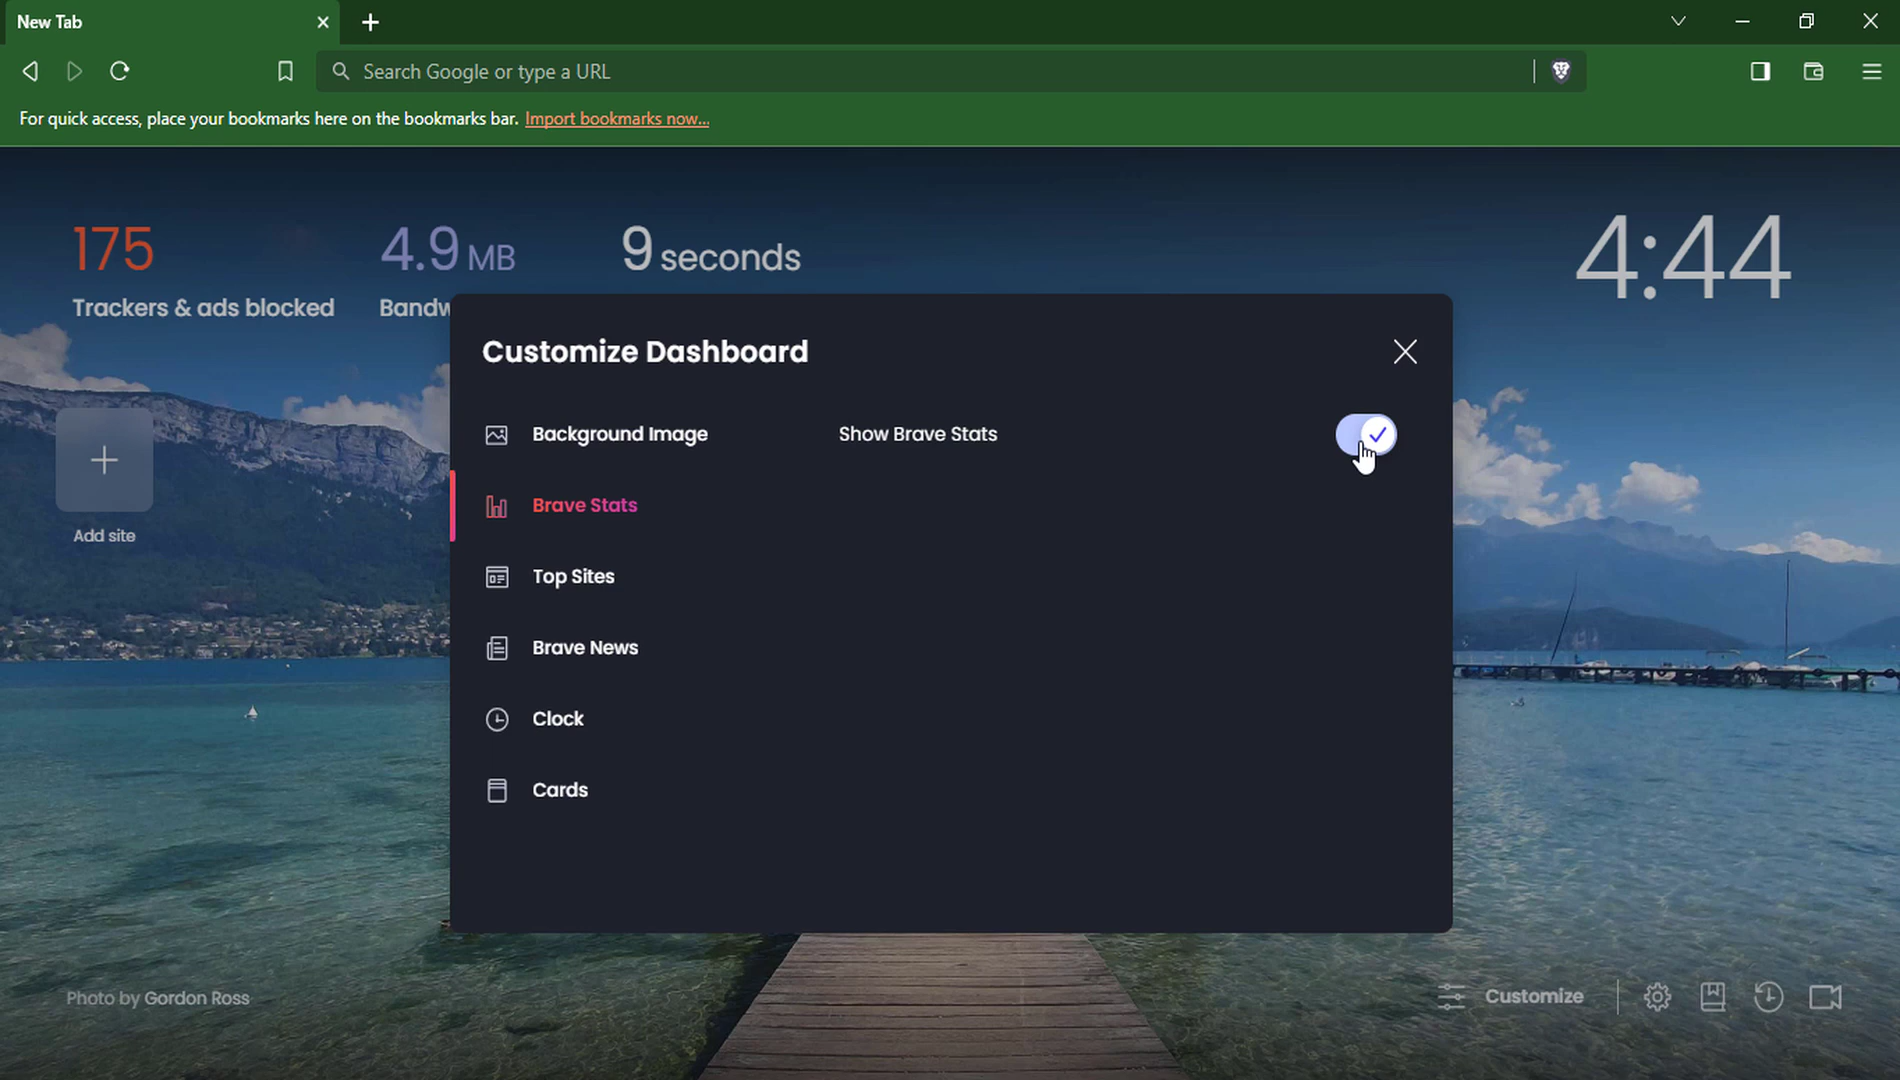 New Tab
Search Google or type a URL
For quick access, place your bookmarks here on the bookmarks bar. Import bookmarks now...
175
4.9 MB
9 seconds
4:44
Trackers & ads blocked
Customize Dashboard
Background Image
Show Brave Stats
Brave Stats
Add site
Top Sites
Brave News
Clock
Cards
Photo by Gordon Ross
Customize